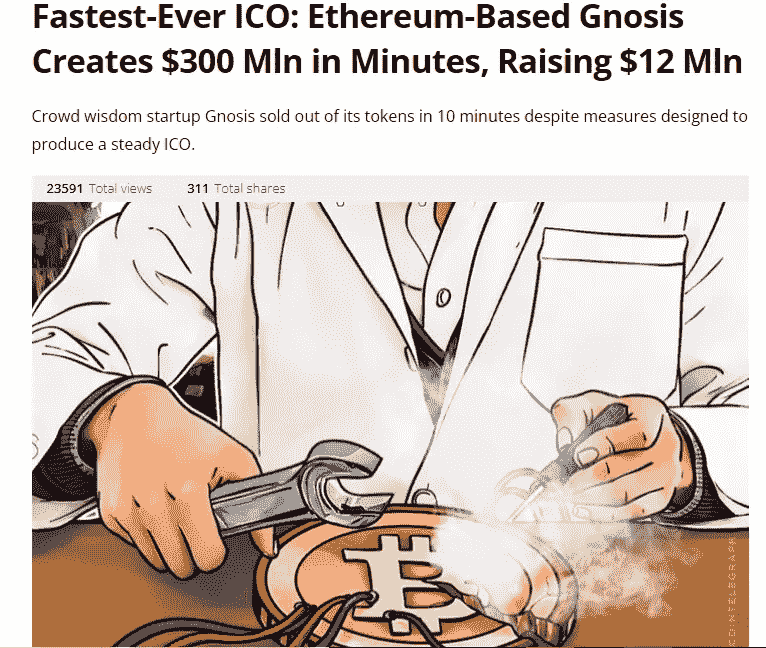 Fastest-Ever ICO: Ethereum-Based Gnosis
Creates $300 Mln in Minutes, Raising $12 Mln
Crowd wisdom startup Gnosis sold out of its tokens in 10 minutes despite measures designed to
produce a steady ICO.
23591 Total views 311 Total shares
COINTELEGRAPH